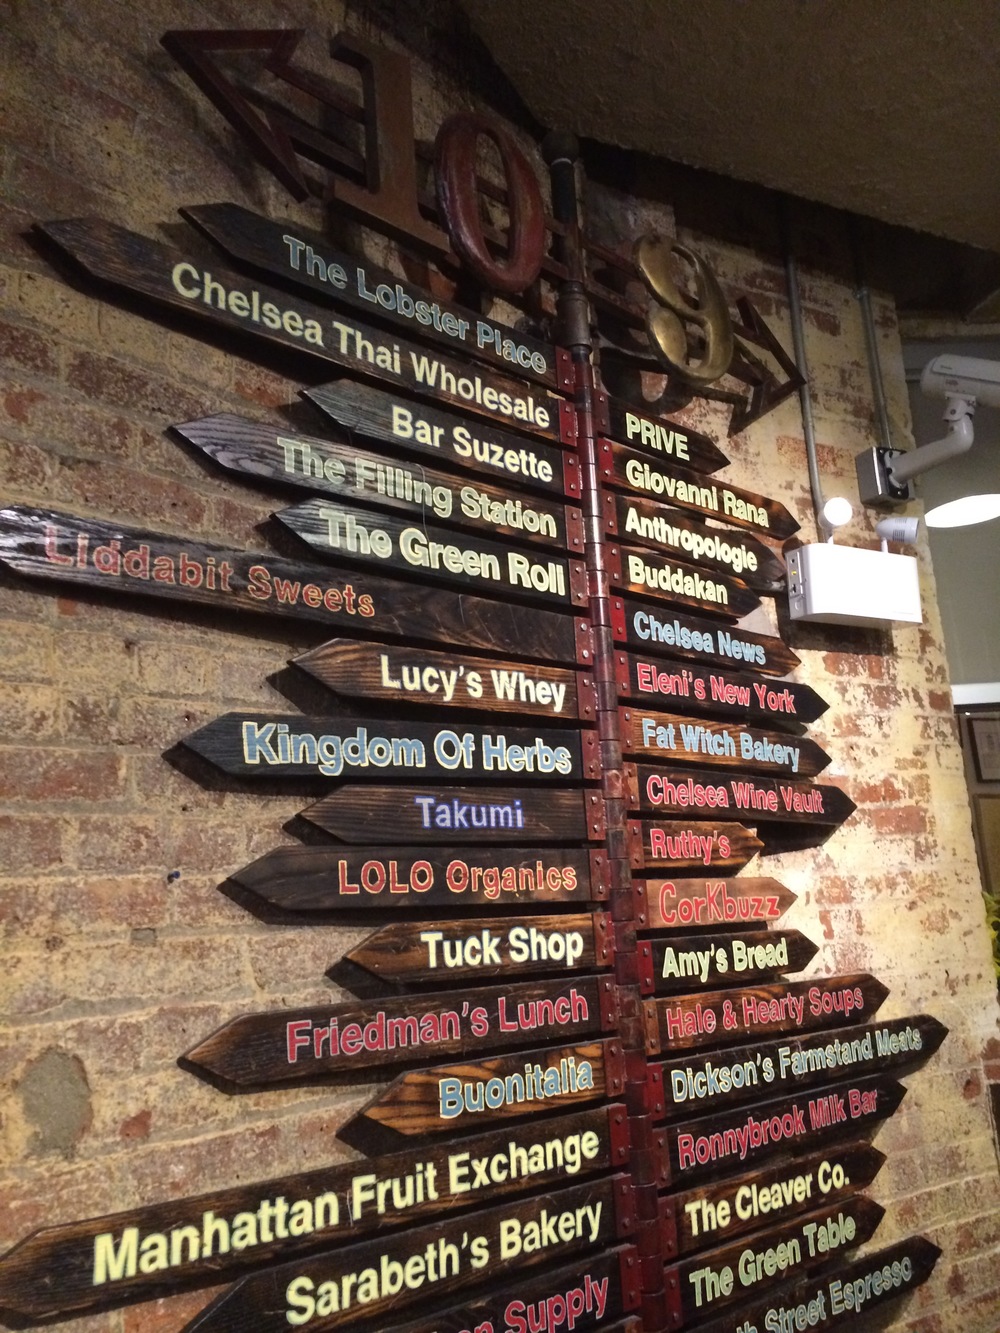 10
The Lobster Place
Chelsea Thai Wholesale
Bar Suzette
The Filling Station
The Green Roll
Liddabit Sweets
Lucy's Whey
Kingdom Of Herbs
Takumi
LOLO Organics
Tuck Shop
Friedman's Lunch
Buonitalia
Manhattan Fruit Exchange
Sarabeth's Bakery
Supply
9
PRIVE
Giovanni Rana
Anthropologie
Buddakan
Chelsea News
Eleni's New York
Fat Witch Bakery
Chelsea Wine Vault
Ruthy's
CorKbuzz
Amy's Bread
Hale & Hearty Soups
Dickson's Farmstand Meats
Ronnybrook Milk Bar
The Cleaver Co.
The Green Table
Street Espresso